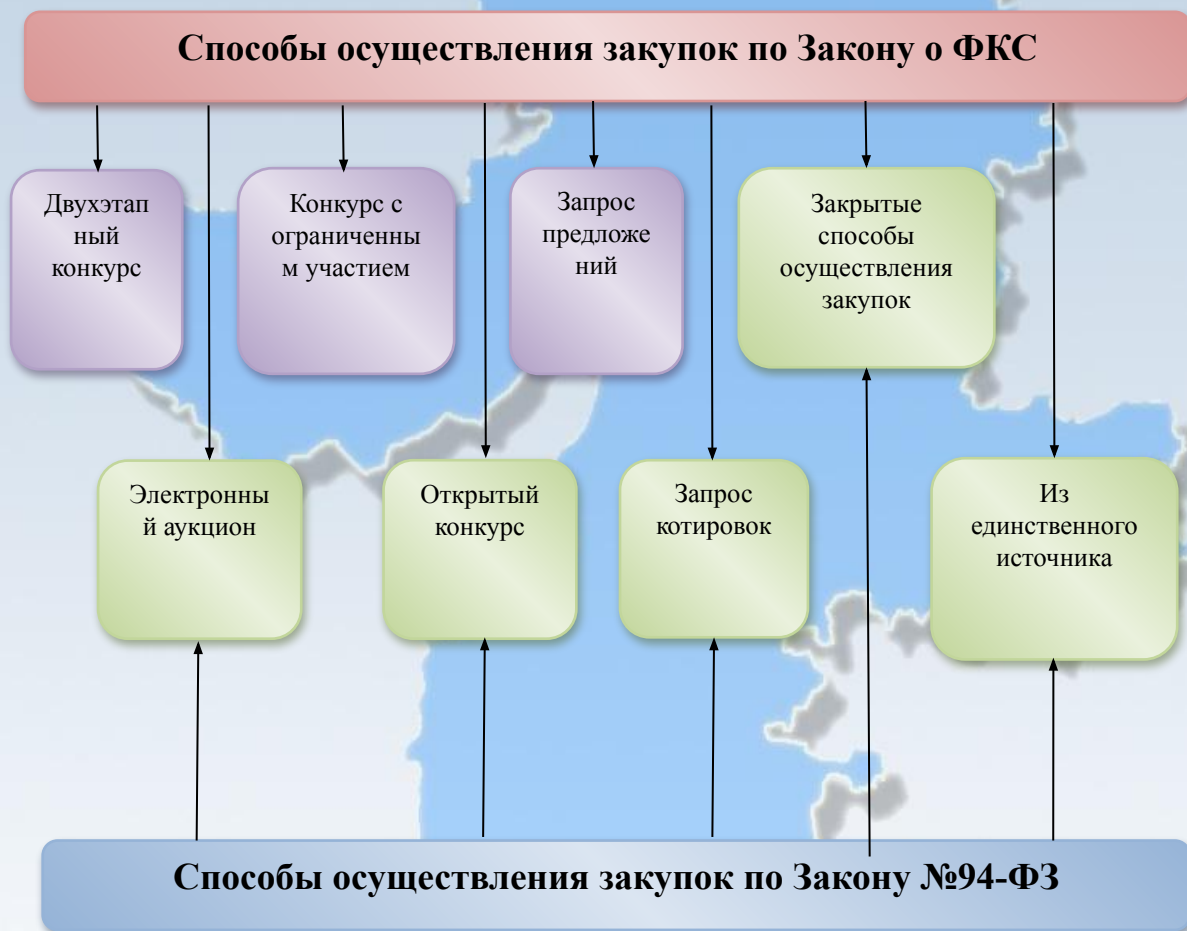 Способы осуществления закупок по Закону о ФКС
Двухэтап
ный
конкурс
Конкурс с
ограниченны
м участием
Запрос
предложе
ний
Закрытые
способы
осуществления
закупок
Электронны
й аукцион
Открытый
конкурс
Запрос
котировок
Из
единственного
источника
Способы осуществления закупок по Закону №94-ФЗ